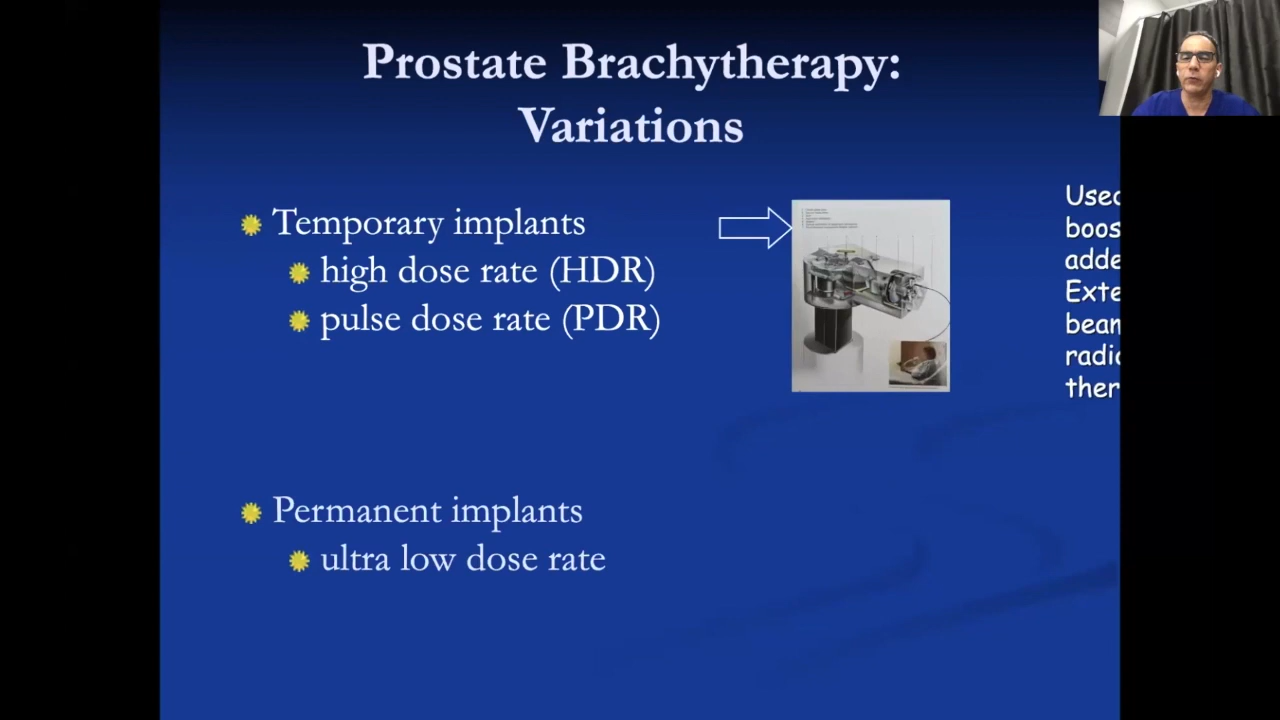 Prostate Brachytherapy:
Variations
Temporary implants
high dose rate (HDR)
pulse dose rate (PDR)
Permanent implants
ultra low dose rate